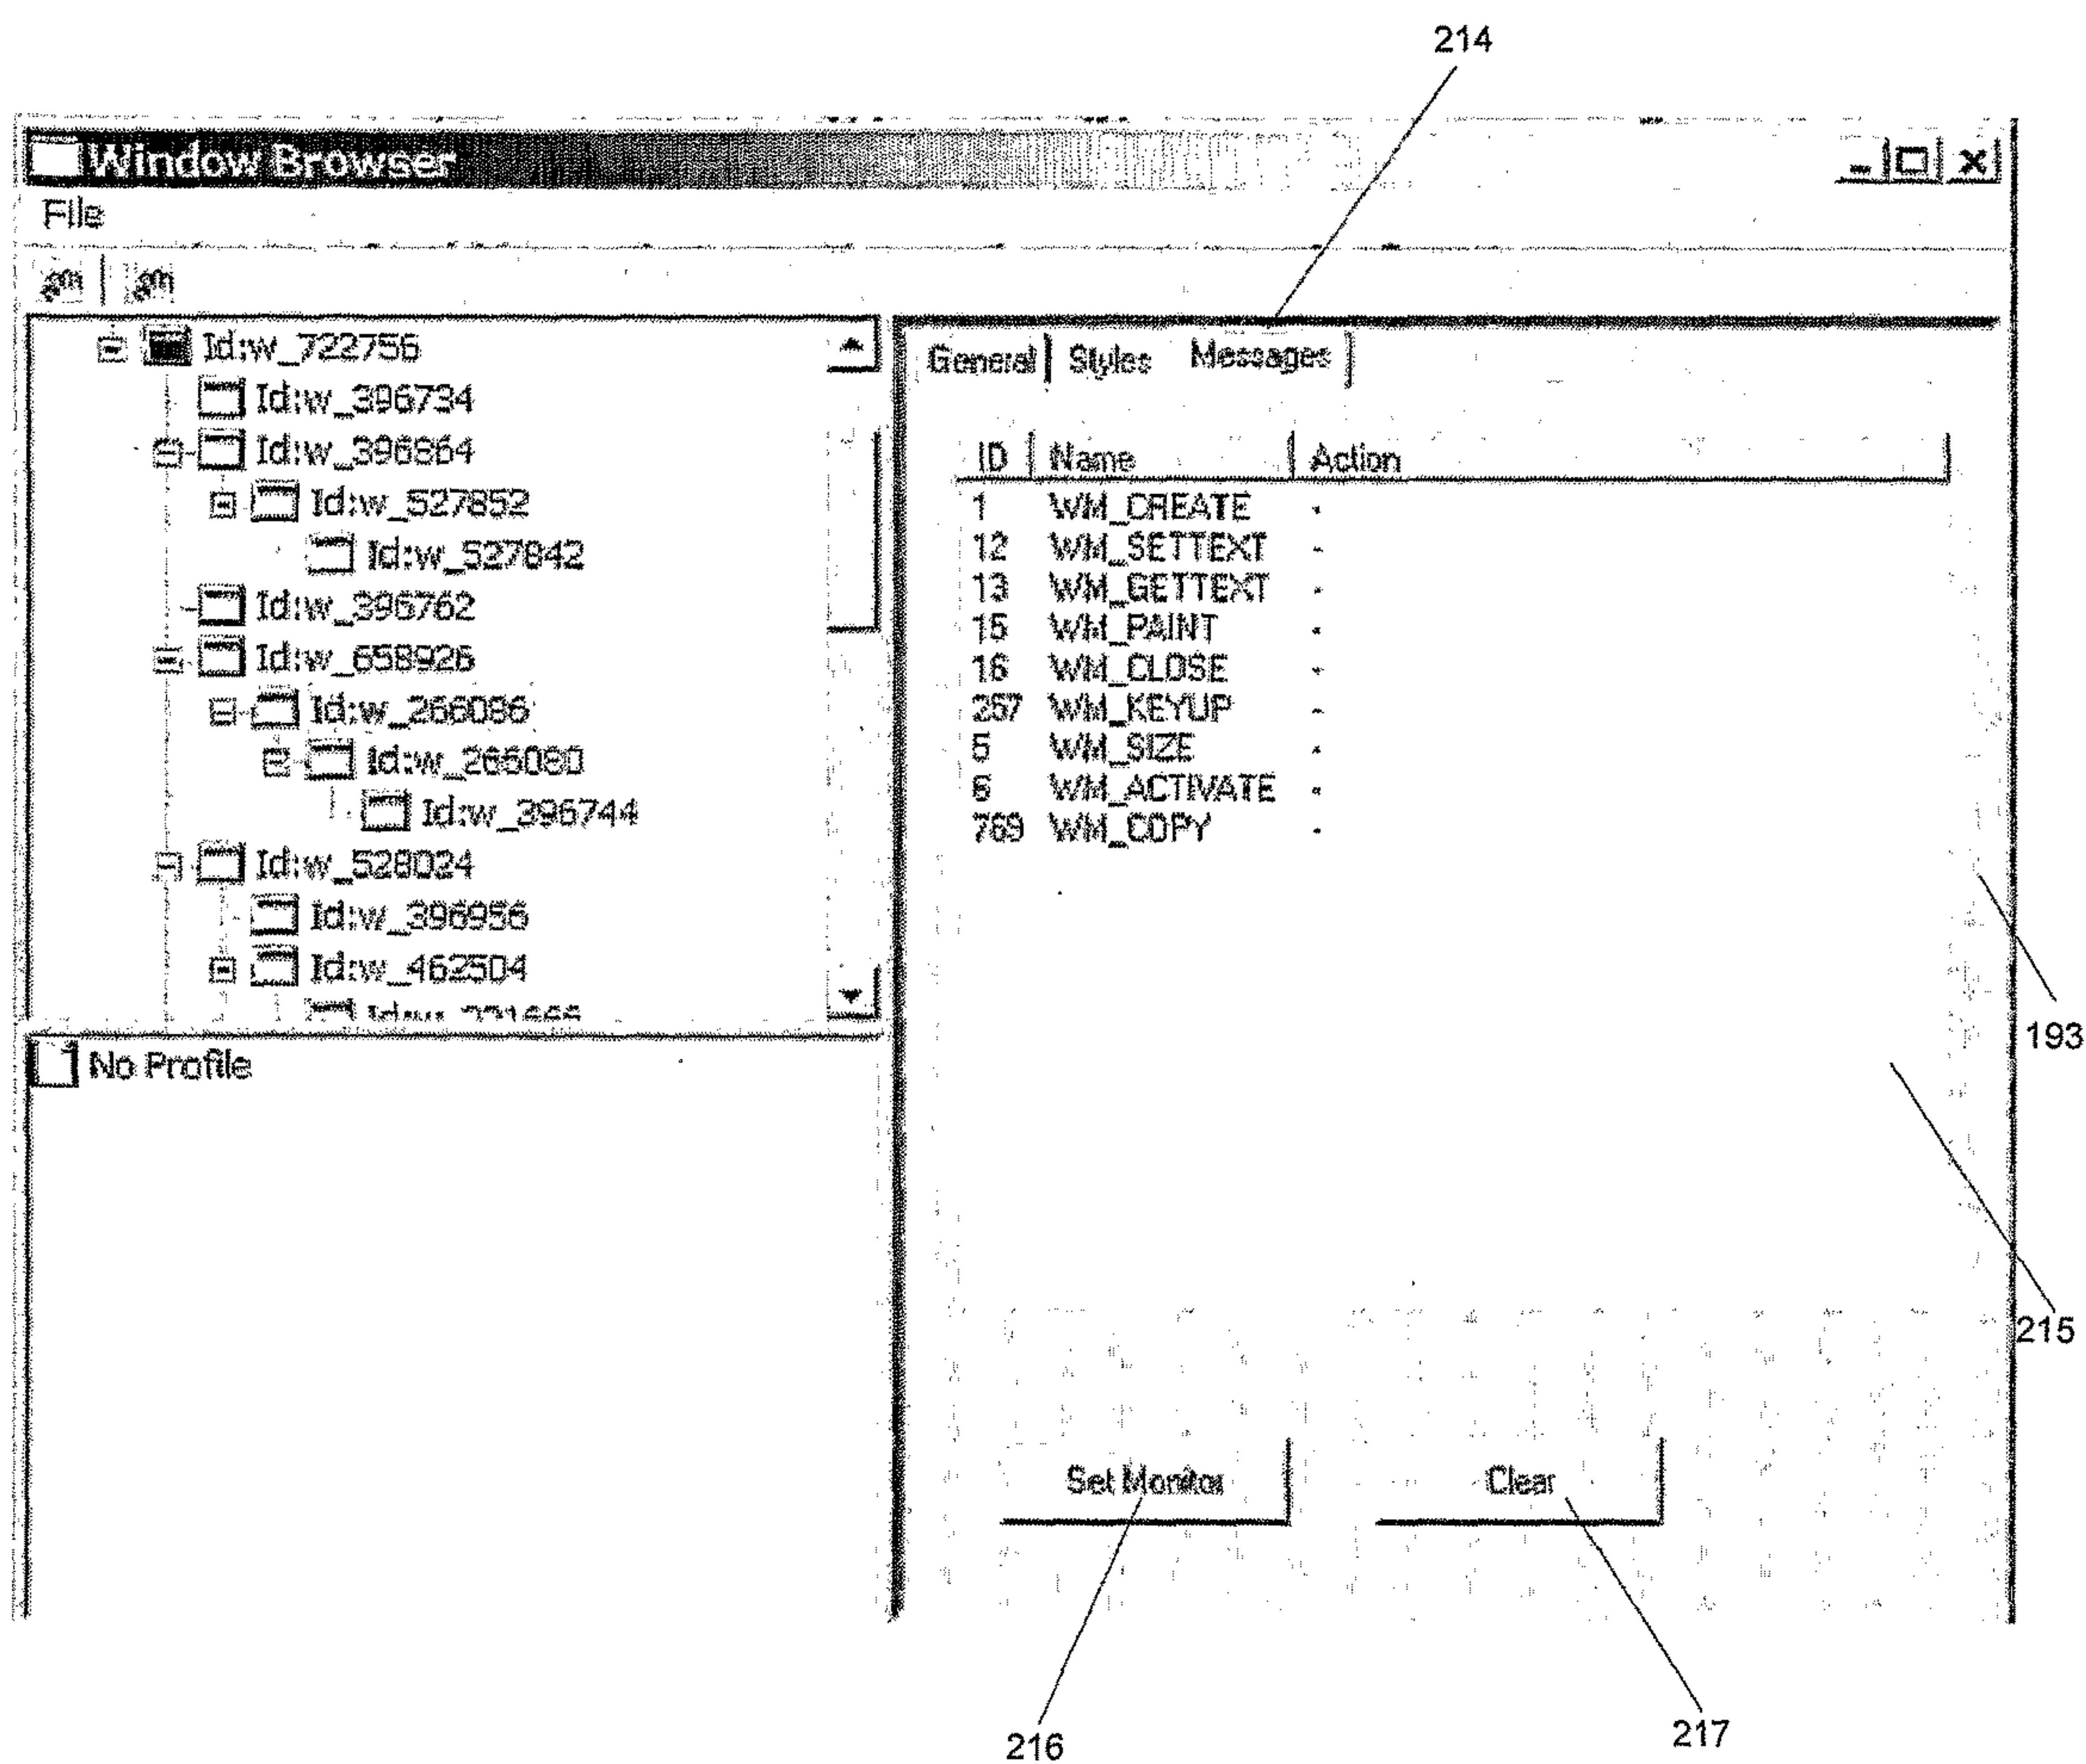 214
Window Browser
File
Id:w_722756
Id:w_396734
Id:w_396864
Id:w_527852
Id:w_527842
Id:w_396762
Id:w_658926
Id:w_266086
Id:w_266080
Id:w_396744
Id:w_528024
Id:w_396956
Id:w_462504
No Profile
General Styles Messages
ID Name Action
1 WM_CREATE -
12 WM_SETTEXT -
13 WM_GETTEXT -
15 WM_PAINT -
16 WM_CLOSE -
257 WM_KEYUP -
5 WM_SIZE -
6 WM_ACTIVATE -
769 WM_COPY -
193
215
Set Monitor Clear
216
217